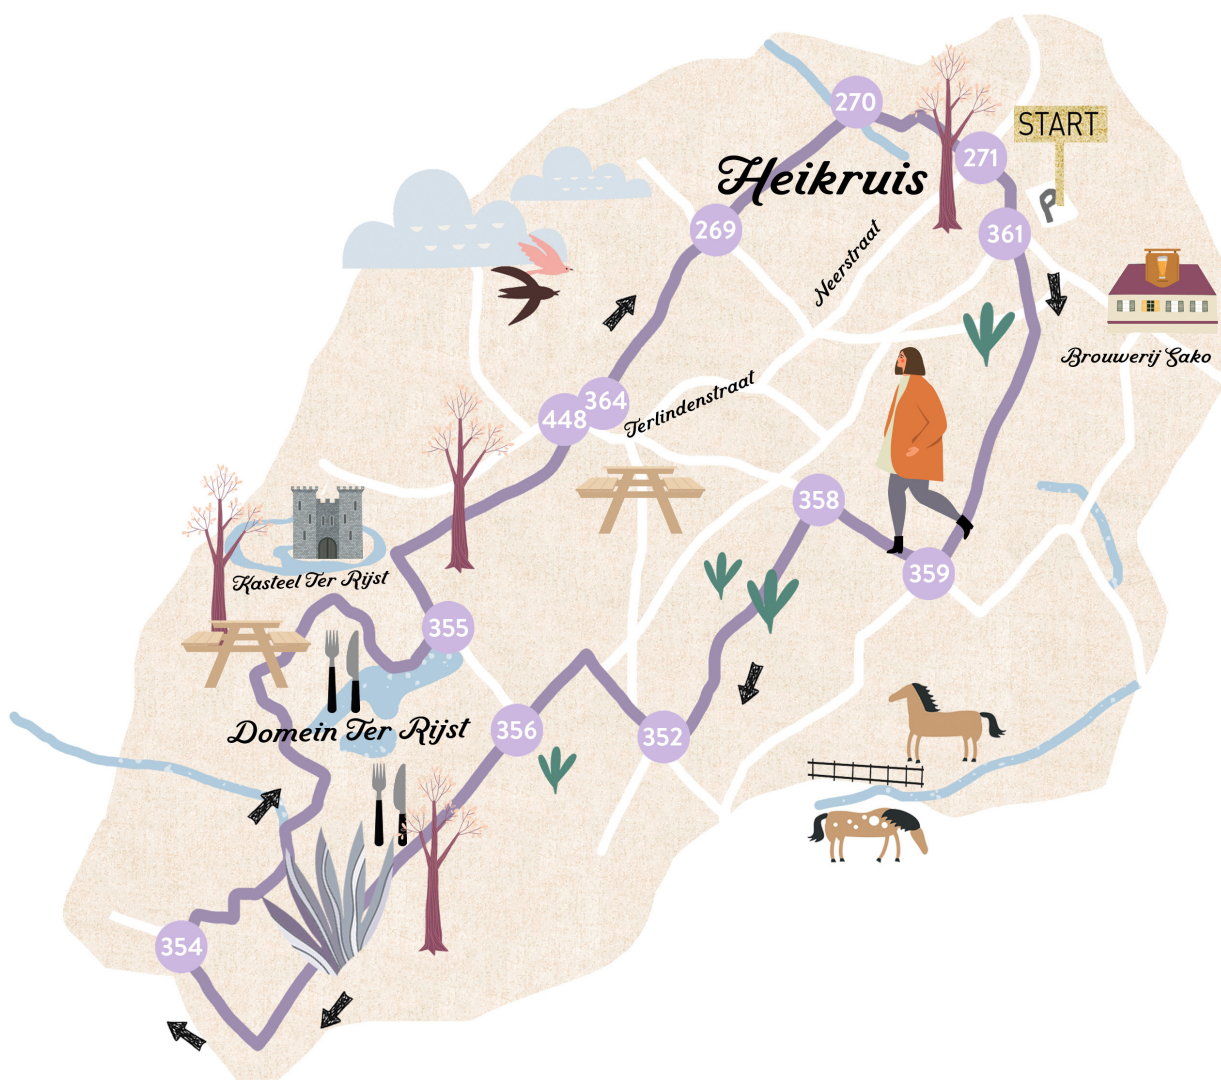 270
START
271
Heikruis
P
269
361
Neerstraat
Brouwerij Sako
364
448
Terlindenstraat
358
Kasteel Ter Rijst
359
355
Domein Ter Rijst
356
352
354